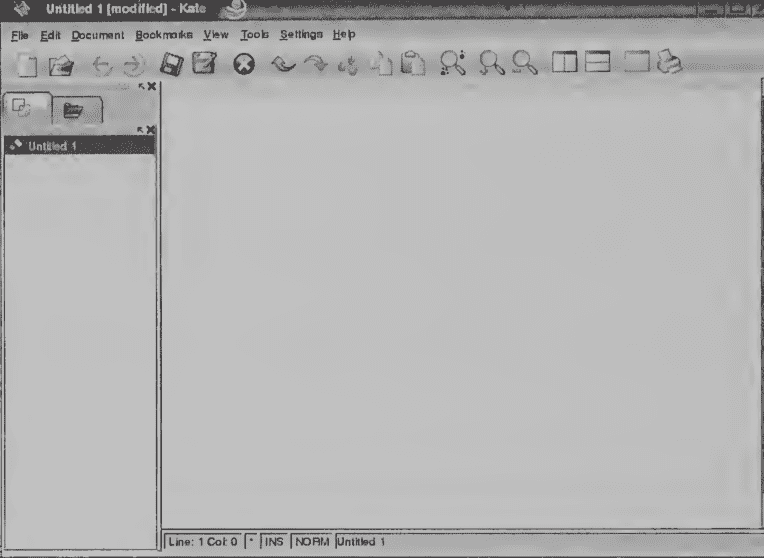 Untitled 1 [modified] - Kate
File Edit Document Bookmarks View Tools Settings Help
Untitled 1
Line: 1 Col: 0 * INS NORM Untitled 1